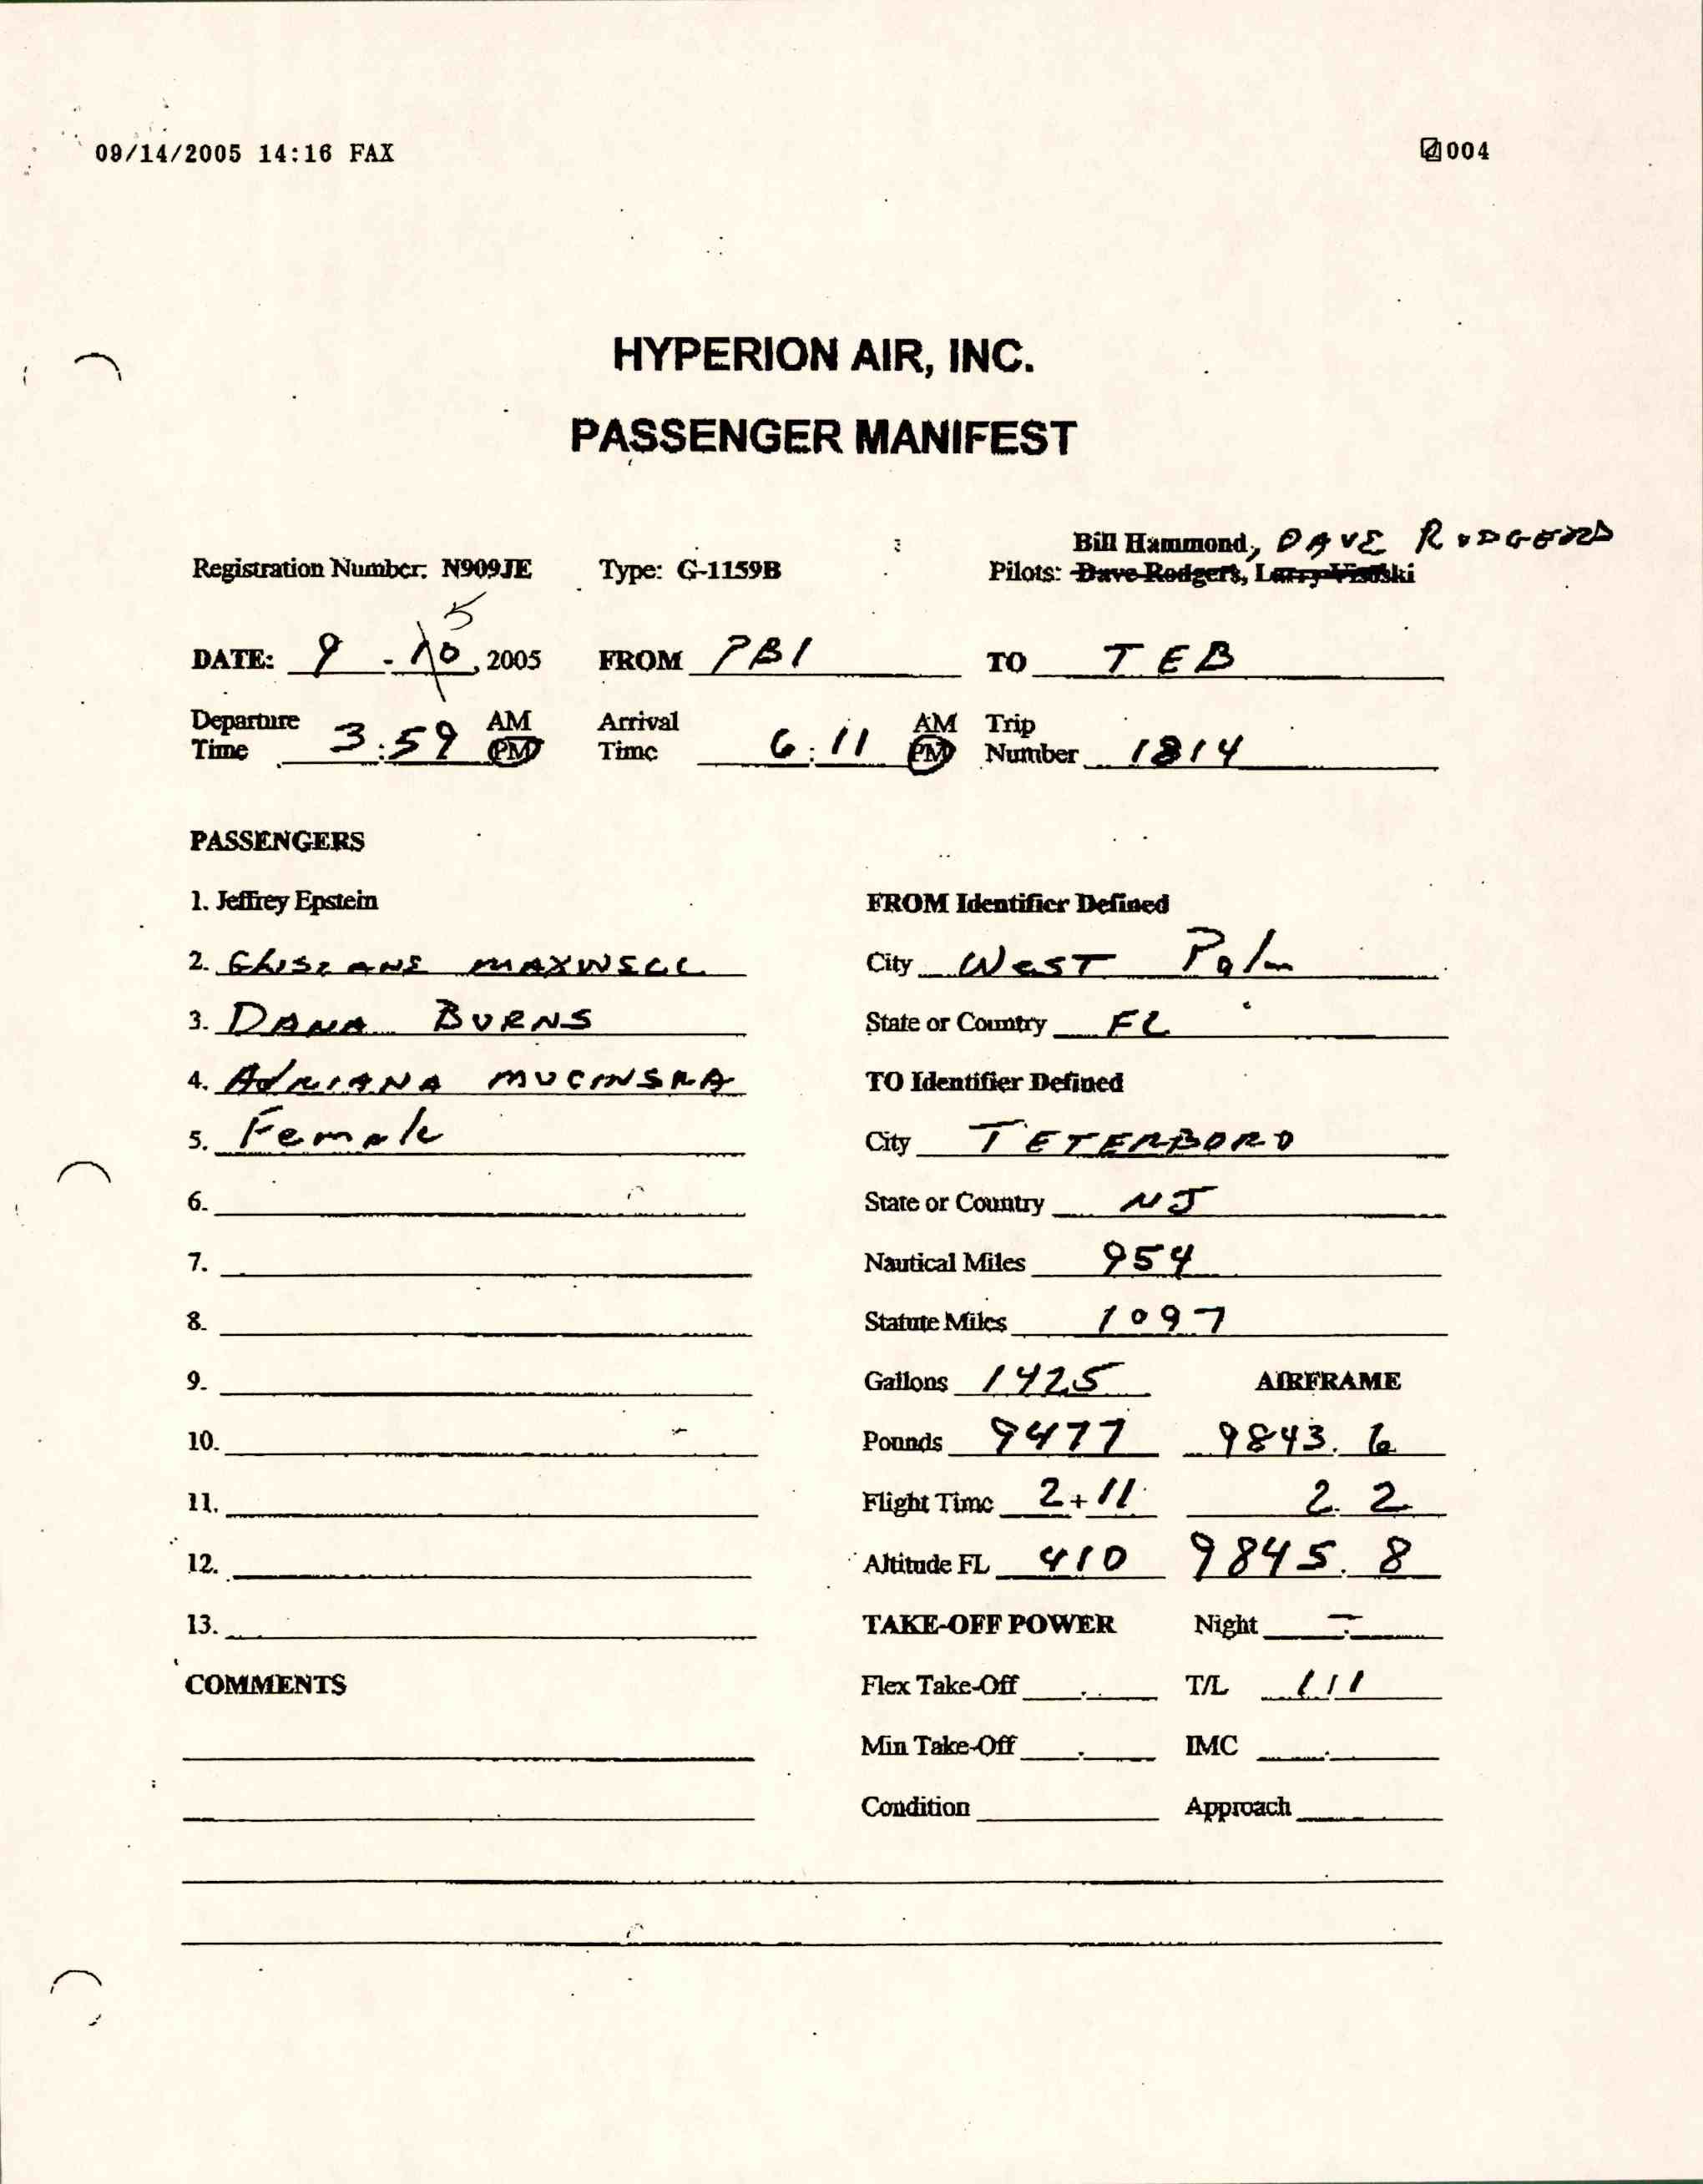 09/14/2005 14:16 FAX 004
HYPERION AIR, INC.
PASSENGER MANIFEST
Bill Hammond, DAVE RODGERS
Registration Number: N909JE Type: G-1159B Pilots: Dave Rodgers, Larry Visoski
5
DATE: 9 - 10, 2005 FROM PBI TO TEB
Departure Time 3:59 AM PM Arrival Time 6:11 AM PM Trip Number 1814
PASSENGERS
1. Jeffrey Epstein FROM Identifier Defined
2. GHISLANE MAXWELL City WEST Palm
3. DANA BURNS State or Country FL
4. ADRIANA MUCINSKA TO Identifier Defined
5. Female City TETERBORO
6. State or Country NJ
7. Nautical Miles 954
8. Statute Miles 1097
9. Gallons 1425 AIRFRAME
10. Pounds 9477 9843.6
11. Flight Time 2+11 2.2
12. Altitude FL 410 9845.8
13. TAKE-OFF POWER Night -
COMMENTS Flex Take-Off T/L 1/1
Min Take-Off IMC
Condition Approach